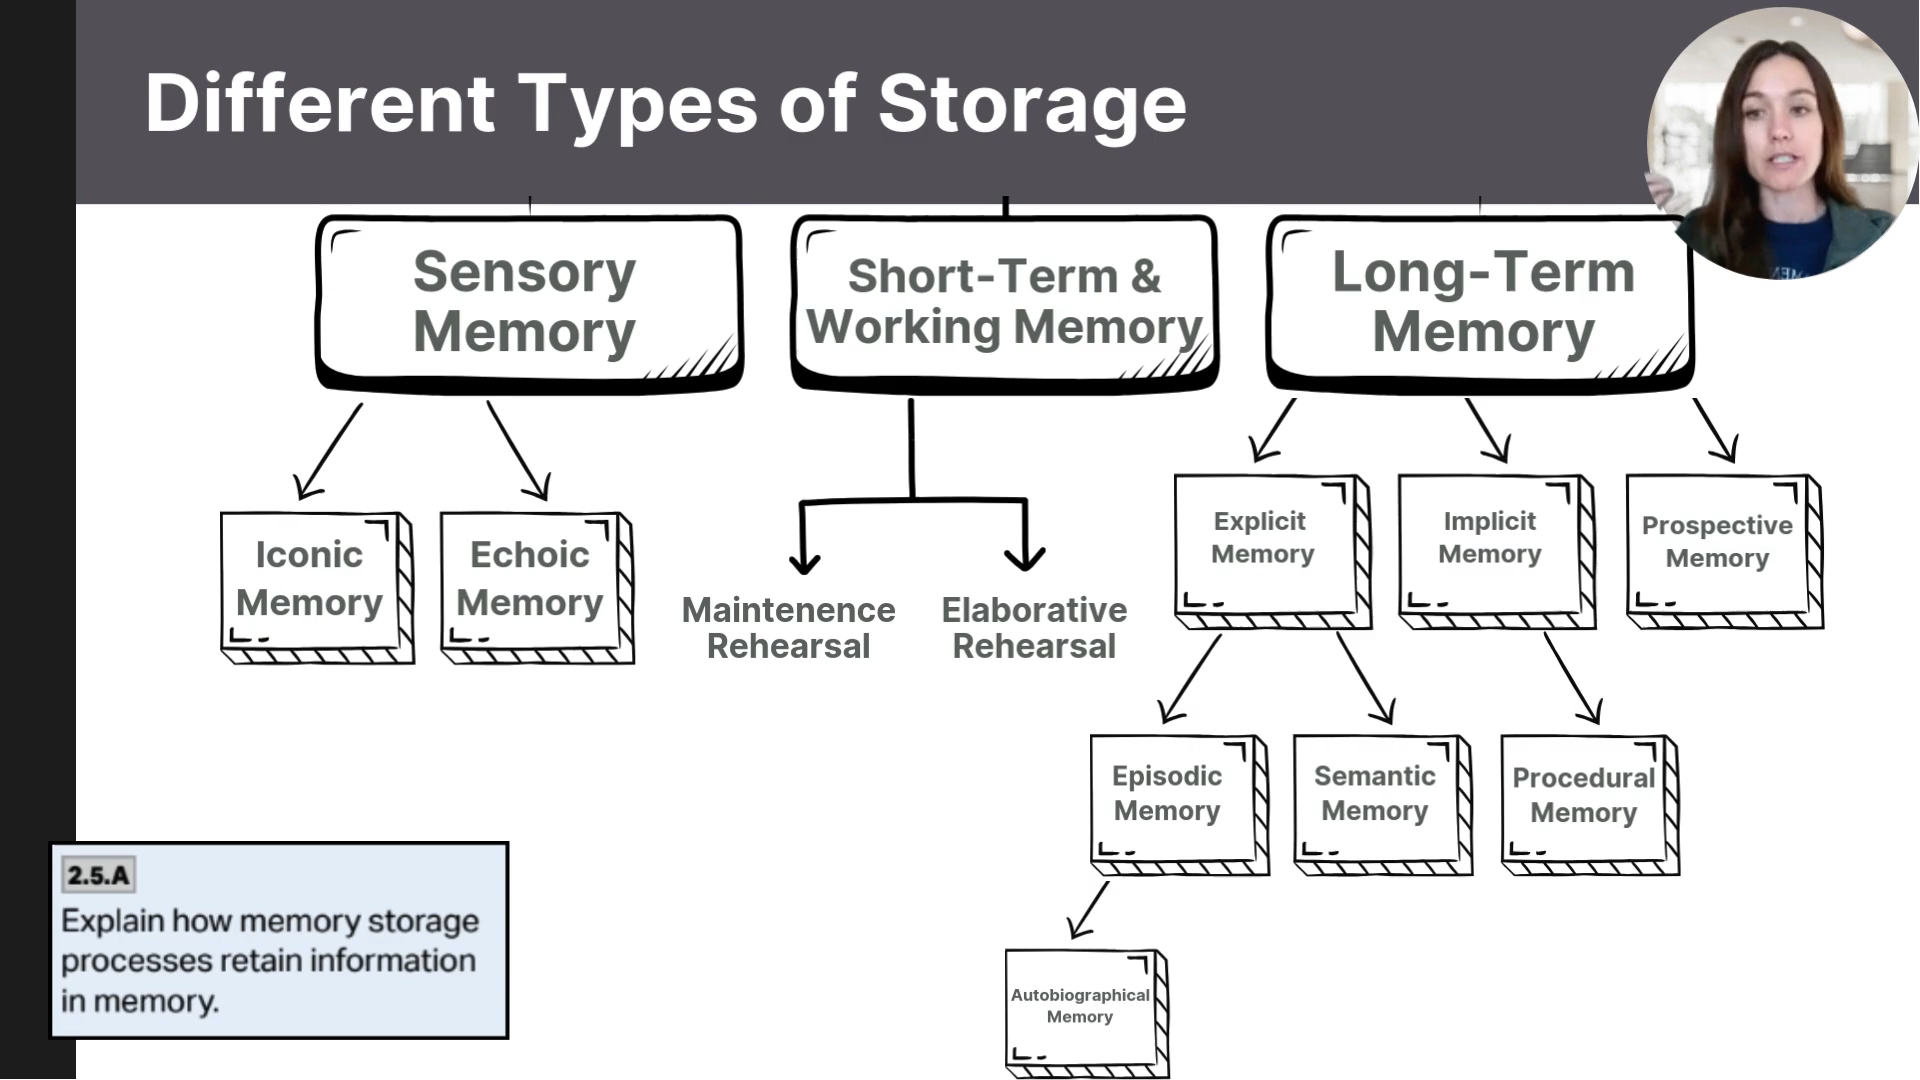 Different Types of Storage
Sensory
Memory
Short-Term &
Working Memory
Long-Term
Memory
Iconic
Memory
Echoic
Memory
Maintenence
Rehearsal
Elaborative
Rehearsal
Explicit
Memory
Implicit
Memory
Prospective
Memory
Episodic
Memory
Semantic
Memory
Procedural
Memory
Autobiographical
Memory
2.5.A
Explain how memory storage
processes retain information
in memory.